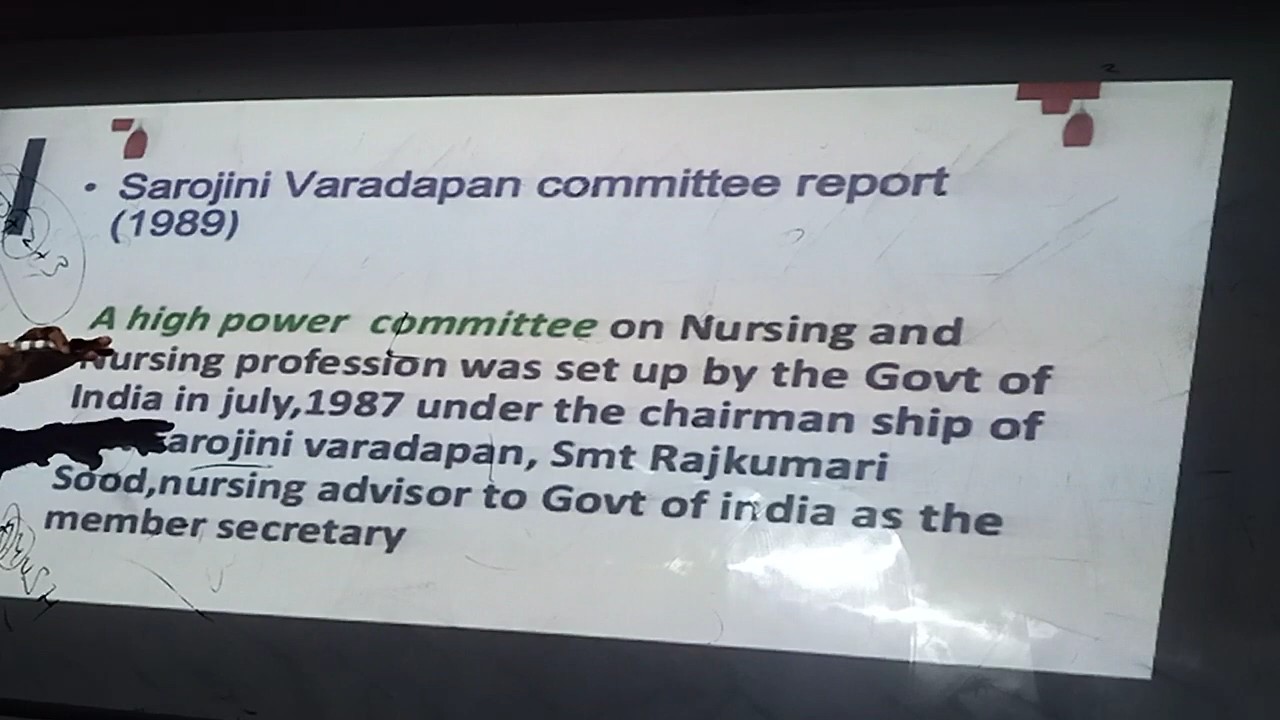 • Sarojini Varadapan committee report
(1989)
A high power committee on Nursing and
Nursing profession was set up by the Govt of
India in july,1987 under the chairman ship of
sarojini varadapan, Smt Rajkumari
Sood,nursing advisor to Govt of india as the
member secretary